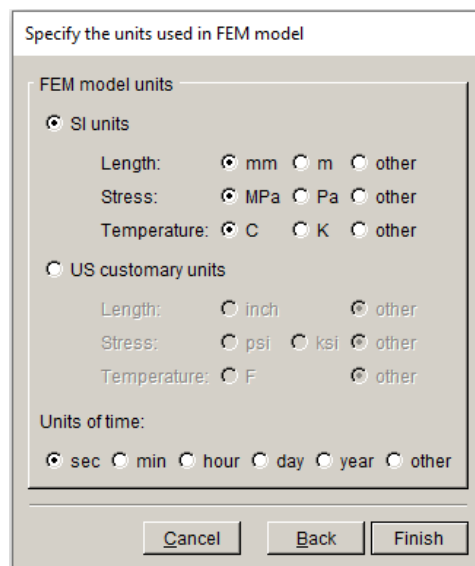 Specify the units used in FEM model
FEM model units
SI units
Length: mm m other
Stress: MPa Pa other
Temperature: C K other
US customary units
Length: inch other
Stress: psi ksi other
Temperature: F other
Units of time:
sec min hour day year other
Cancel Back Finish